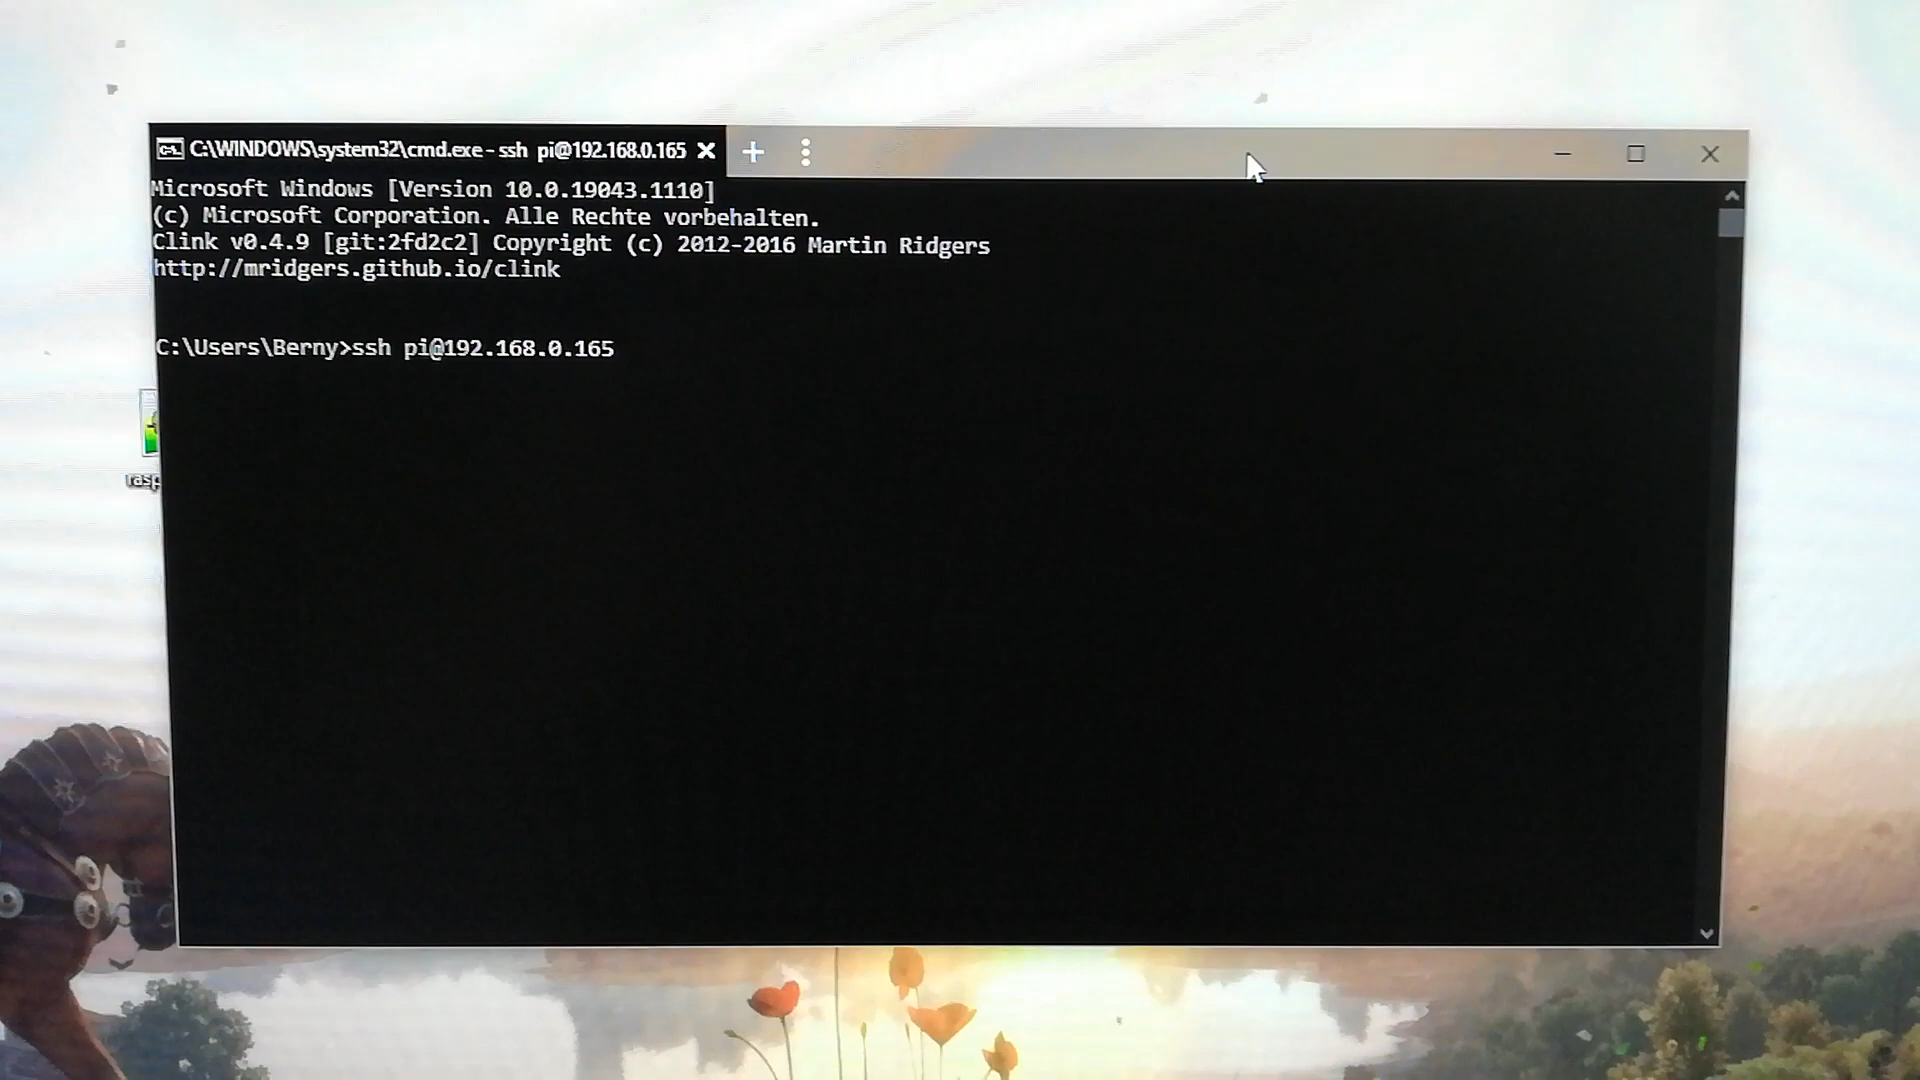 C:\WINDOWS\system32\cmd.exe - ssh  pi@192.168.0.165
Microsoft Windows [Version 10.0.19043.1110]
(c) Microsoft Corporation. Alle Rechte vorbehalten.
Clink v0.4.9 [git:2fd2c2] Copyright (c) 2012-2016 Martin Ridgers
http://mridgers.github.io/clink
C:\Users\Berny>ssh pi@192.168.0.165
rasp